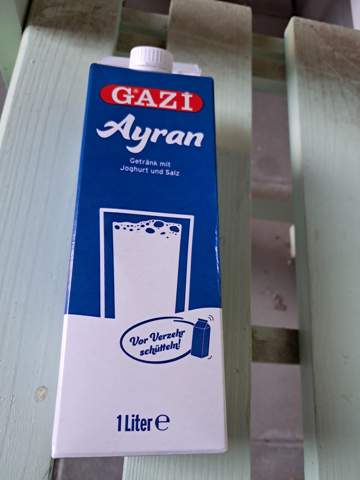 GAZİ
Ayran
Getränk mit
Joghurt und Salz
Vor Verzehr
schütteln!
1 Liter ℮